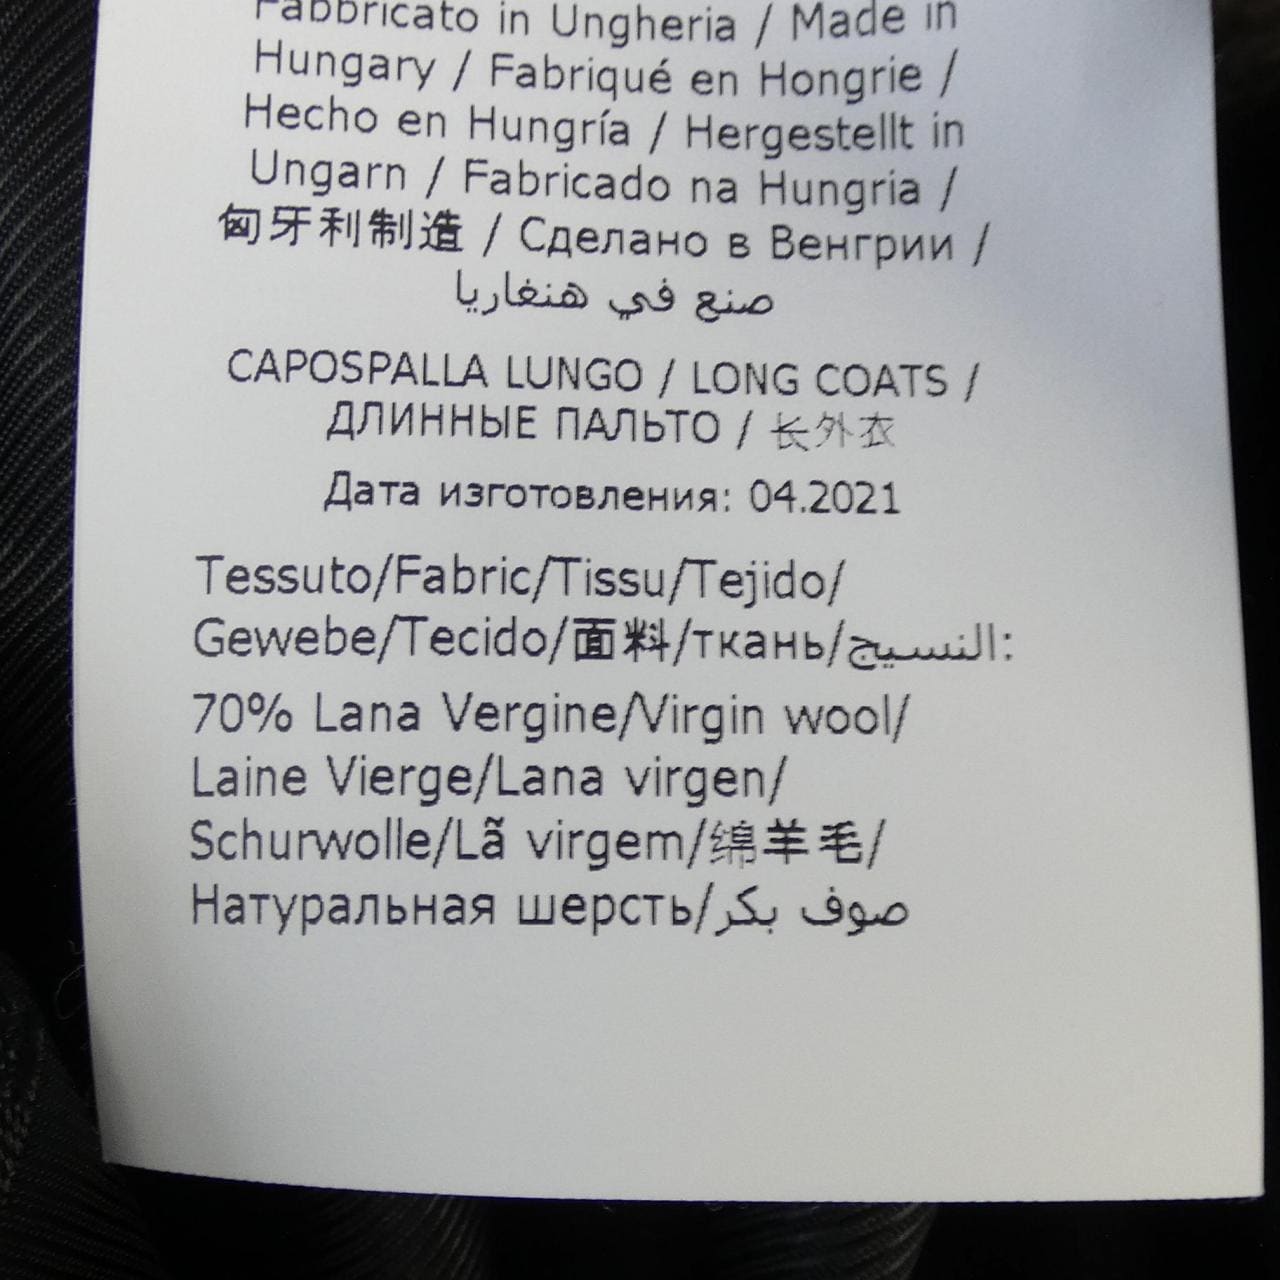 Fabbricato in Ungheria / Made in
Hungary / Fabriqué en Hongrie /
Hecho en Hungría / Hergestellt in
Ungarn / Fabricado na Hungria /
匈牙利制造 / Сделано в Венгрии /
صنع في هنغاريا
CAPOSPALLA LUNGO / LONG COATS /
ДЛИННЫЕ ПАЛЬТО / 长外衣
Дата изготовления: 04.2021
Tessuto/Fabric/Tissu/Tejido/
Gewebe/Tecido/面料/ткань/النسيج:
70% Lana Vergine/Virgin wool/
Laine Vierge/Lana virgen/
Schurwolle/Lã virgem/绵羊毛/
Натуральная шерсть/صوف بكر